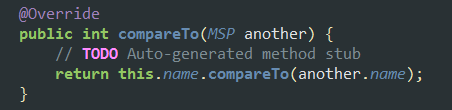 @Override
public int compareTo(MSP another) {
// TODO Auto-generated method stub
return this.name.compareTo(another.name);
}